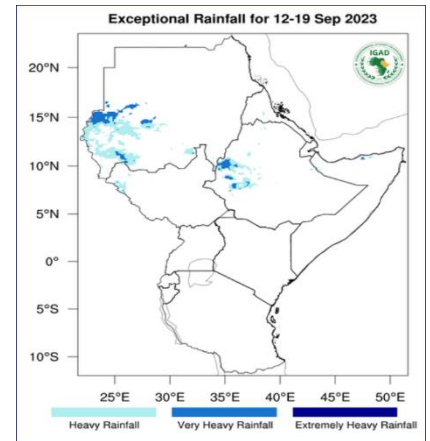 Exceptional Rainfall for 12-19 Sep 2023
IGAD
20°N
15°N
10°N
5°N
0°
5°S
10°S
25°E 30°E 35°E 40°E 45°E 50°E
Heavy Rainfall Very Heavy Rainfall Extremely Heavy Rainfall